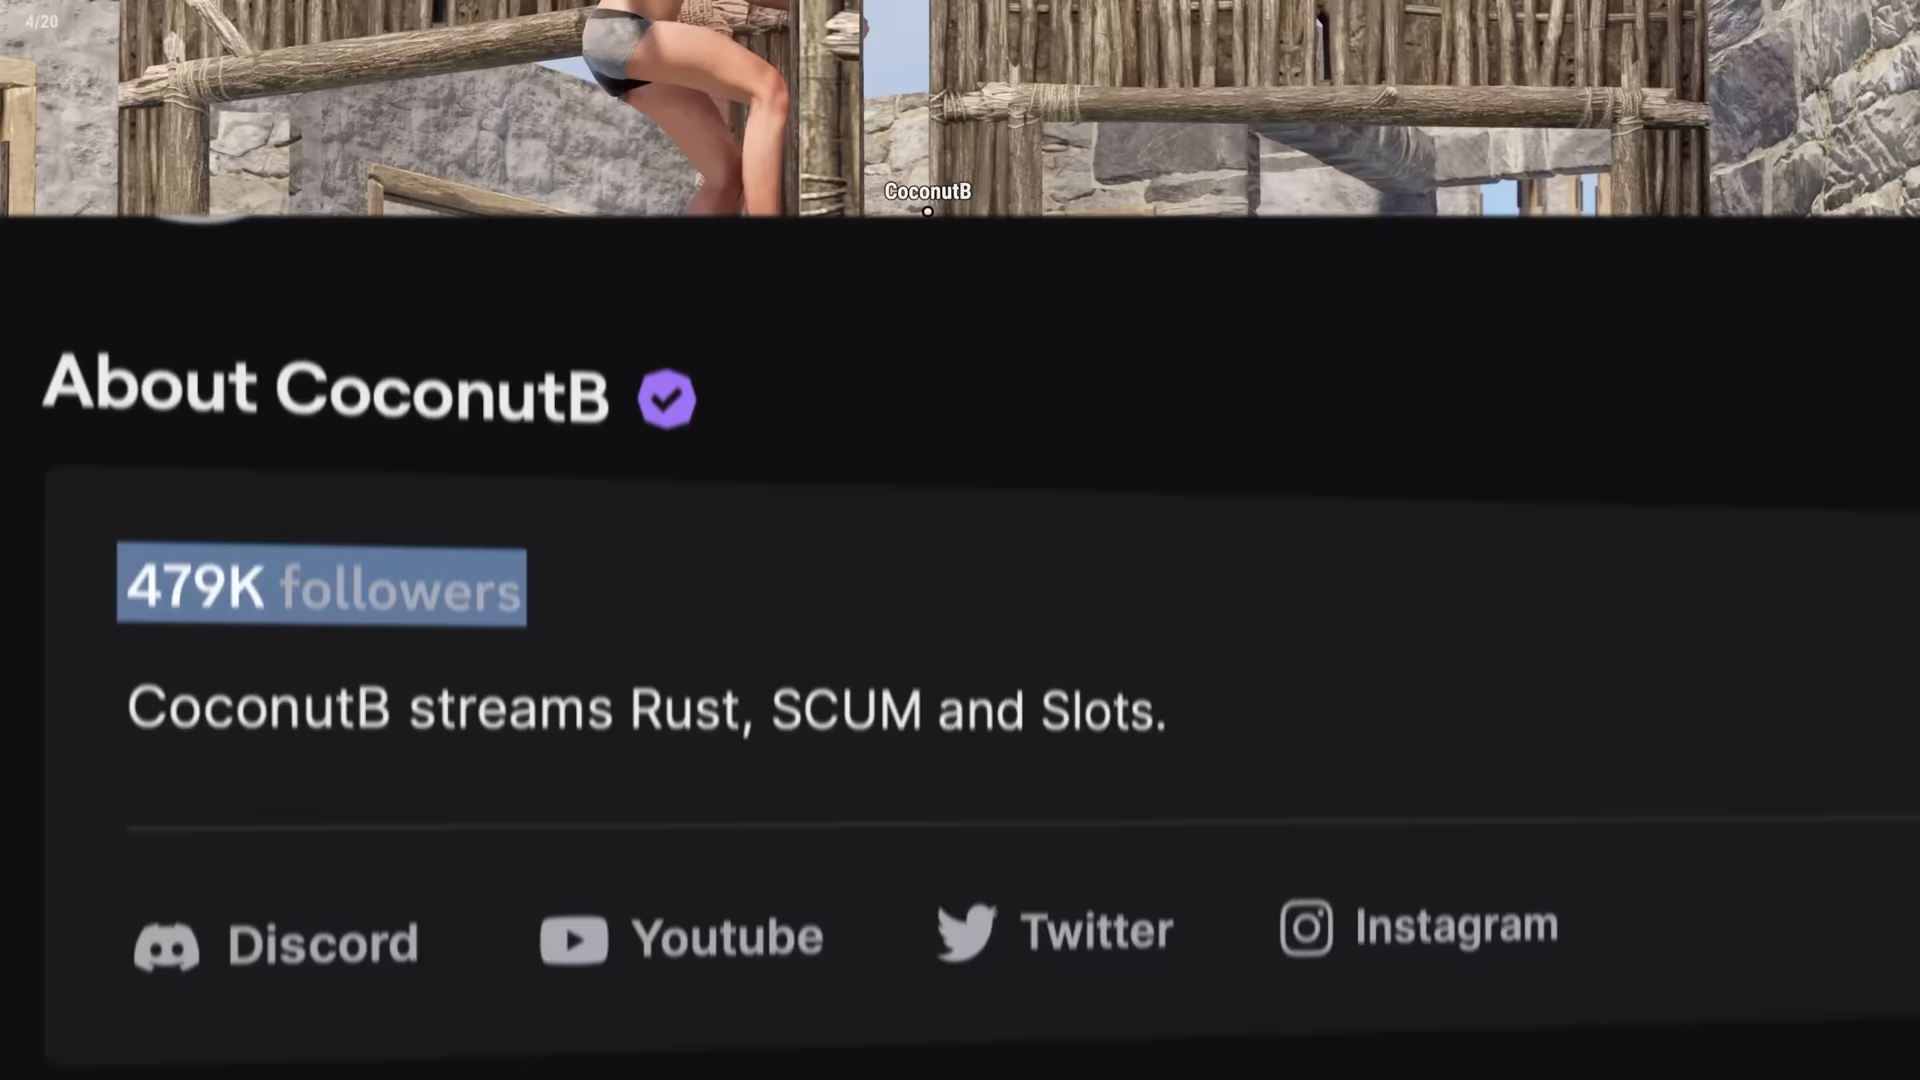 4/20
CoconutB
About CoconutB
479K followers
CoconutB streams Rust, SCUM and Slots.
Discord Youtube Twitter Instagram